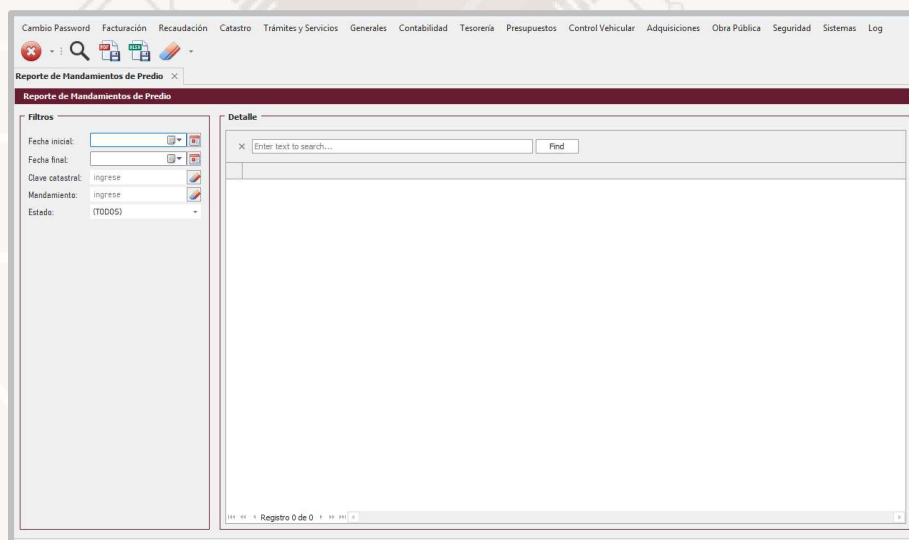 Cambio Password Facturación Recaudación Catastro Trámites y Servicios Generales Contabilidad Tesorería Presupuestos Control Vehicular Adquisiciones Obra Pública Seguridad Sistemas Log
PDF XLSX
Reporte de Mandamientos de Predio
Reporte de Mandamientos de Predio
Filtros
Detalle
Fecha inicial:
Enter text to search... Find
Fecha final:
Clave catastral: ingrese
Mandamiento: ingrese
Estado: (TODOS)
Registro 0 de 0